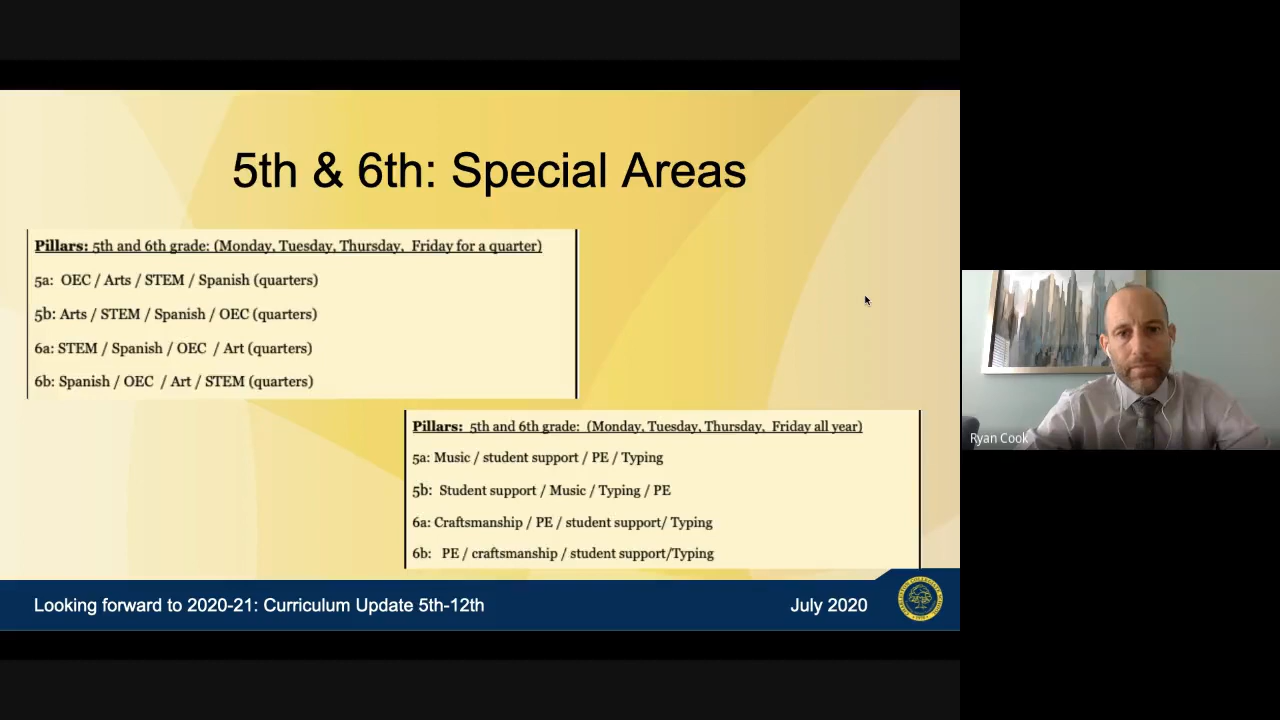 5th & 6th: Special Areas
Pillars: 5th and 6th grade: (Monday, Tuesday, Thursday,  Friday for a quarter)
5a:  OEC / Arts / STEM / Spanish (quarters)
5b: Arts / STEM / Spanish / OEC (quarters)
6a: STEM / Spanish / OEC  / Art (quarters)
6b: Spanish / OEC  / Art / STEM (quarters)
Pillars:  5th and 6th grade:  (Monday, Tuesday, Thursday,  Friday all year)
5a: Music / student support / PE / Typing
5b:  Student support / Music / Typing / PE
6a: Craftsmanship / PE / student support/ Typing
6b:   PE / craftsmanship / student support/Typing
Looking forward to 2020-21: Curriculum Update 5th-12th
July 2020
Ryan Cook